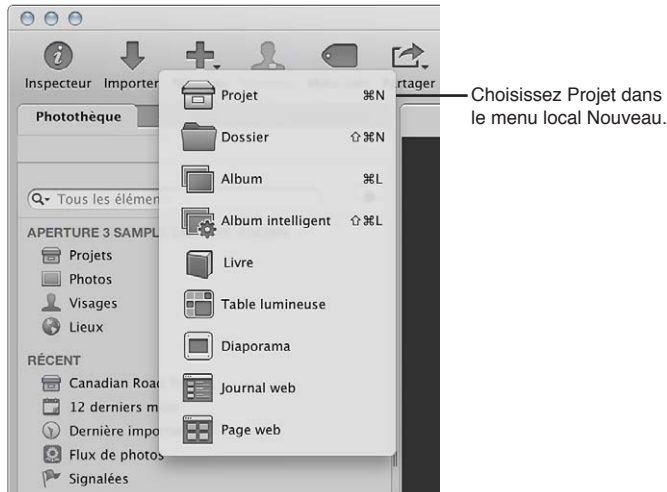 Inspecteur Importer Partager
Projet ⌘N
Choisissez Projet dans
le menu local Nouveau.
Photothèque
Dossier ⇧⌘N
Album ⌘L
Tous les élémen
Album intelligent ⇧⌘L
APERTURE 3 SAMPL
Projets
Livre
Photos
Visages
Table lumineuse
Lieux
Diaporama
RÉCENT
Canadian Roa
Journal web
12 derniers m
Dernière impo
Page web
Flux de photos
Signalées